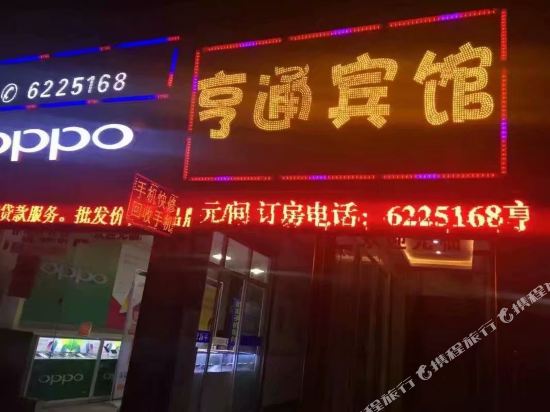 亨通宾馆
✆ 6225168
oppo
手机快修
回收手机
贷款服务。批发价
元/间 订房电话：6225168亨
oppo
携程旅行
携程旅行